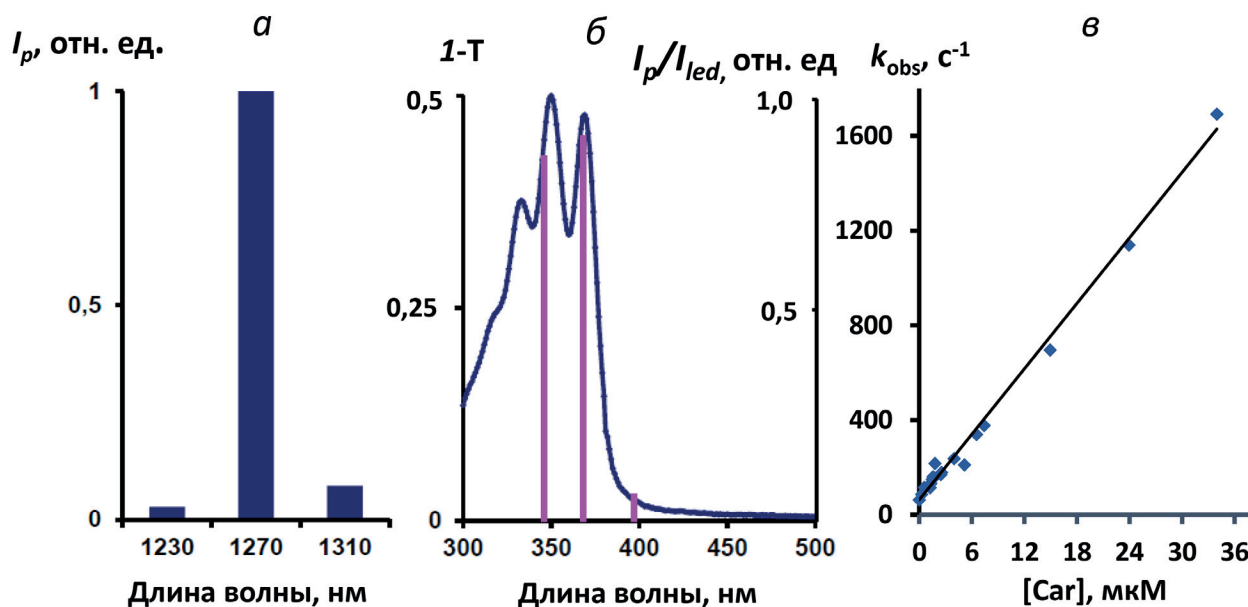 а
Iₚ, отн. ед.
1
0,5
0
1230 1270 1310
Длина волны, нм
б
1-T
Iₚ/I_led, отн. ед
0,5
0,25
0
1,0
0,5
300 350 400 450 500
Длина волны, нм
в
k_obs, с⁻¹
1600
1200
800
400
0
0 6 12 18 24 30 36
[Car], мкМ